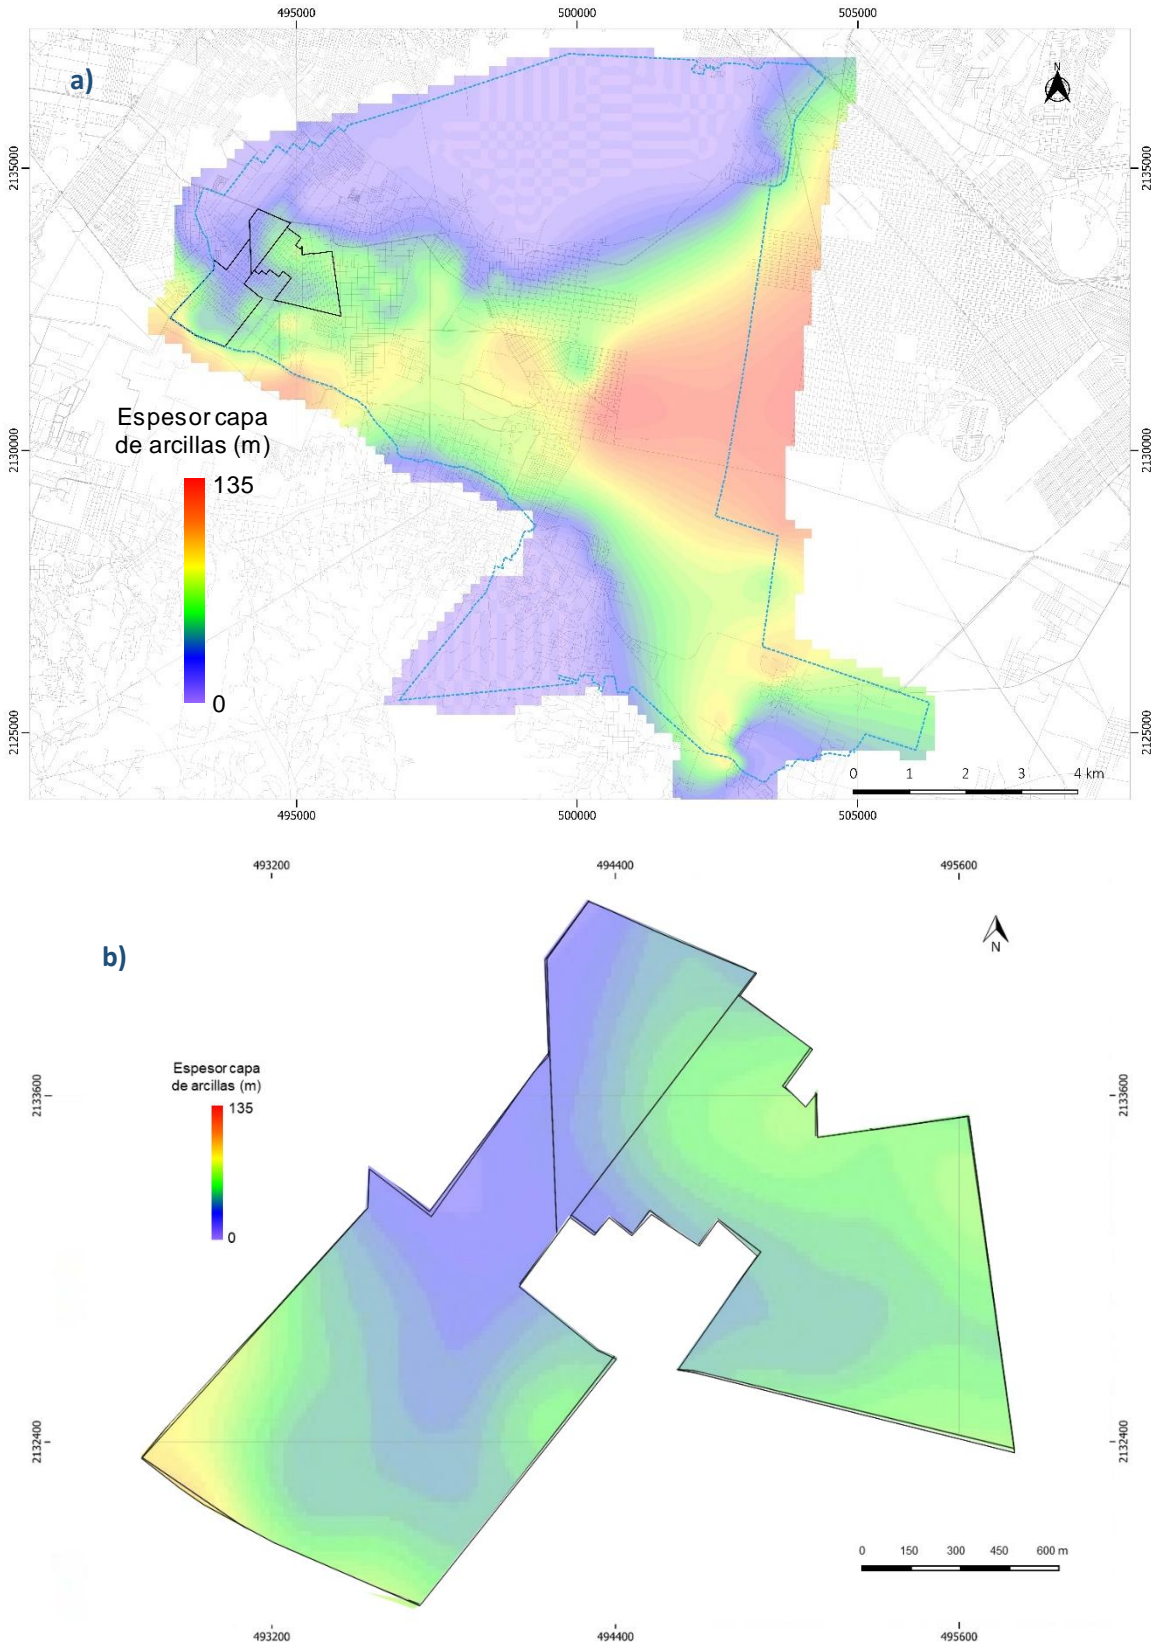 495000 500000 505000
a)
N
2135000 2135000
Espesor capa
de arcillas (m)
135
0
2130000 2130000
2125000 2125000
0 1 2 3 4 km
495000 500000 505000
493200 494400 495600
b)
N
Espesor capa
de arcillas (m)
135
0
2133600 2133600
2132400 2132400
0 150 300 450 600 m
493200 494400 495600